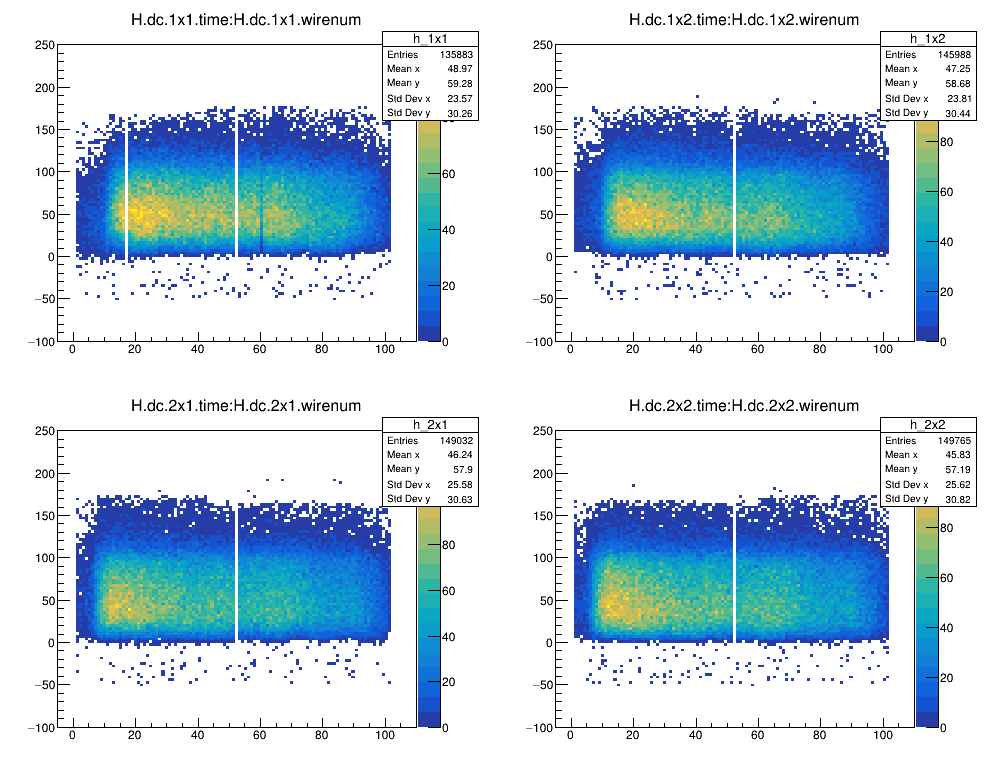 H.dc.1x1.time:H.dc.1x1.wirenum
h_1x1
Entries 135883
Mean x 48.97
Mean y 59.28
Std Dev x 23.57
Std Dev y 30.26
250
200
150
100
50
0
−50
−100
0 20 40 60 80 100
60
40
20
0
H.dc.1x2.time:H.dc.1x2.wirenum
h_1x2
Entries 145988
Mean x 47.25
Mean y 58.68
Std Dev x 23.81
Std Dev y 30.44
250
200
150
100
50
0
−50
−100
0 20 40 60 80 100
80
60
40
20
0
H.dc.2x1.time:H.dc.2x1.wirenum
h_2x1
Entries 149032
Mean x 46.24
Mean y 57.9
Std Dev x 25.58
Std Dev y 30.63
250
200
150
100
50
0
−50
−100
0 20 40 60 80 100
80
60
40
20
0
H.dc.2x2.time:H.dc.2x2.wirenum
h_2x2
Entries 149765
Mean x 45.83
Mean y 57.19
Std Dev x 25.62
Std Dev y 30.82
250
200
150
100
50
0
−50
−100
0 20 40 60 80 100
80
60
40
20
0